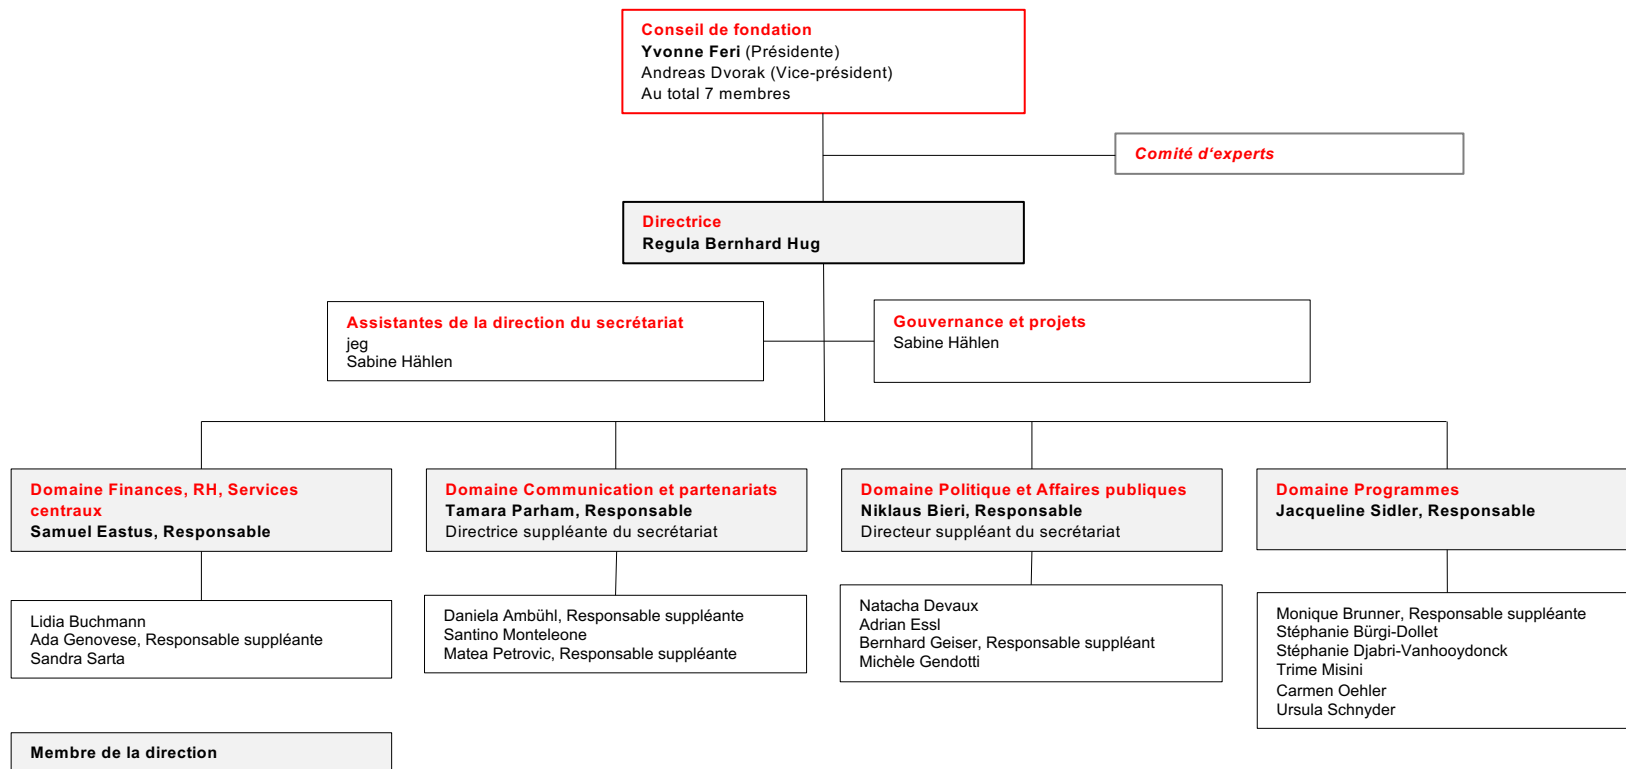 Conseil de fondation
Yvonne Feri (Présidente)
Andreas Dvorak (Vice-président)
Au total 7 membres
Comité d‘experts
Directrice
Regula Bernhard Hug
Assistantes de la direction du secrétariat
jeg
Sabine Hählen
Gouvernance et projets
Sabine Hählen
Domaine Finances, RH, Services
centraux
Samuel Eastus, Responsable
Domaine Communication et partenariats
Tamara Parham, Responsable
Directrice suppléante du secrétariat
Domaine Politique et Affaires publiques
Niklaus Bieri, Responsable
Directeur suppléant du secrétariat
Domaine Programmes
Jacqueline Sidler, Responsable
Lidia Buchmann
Ada Genovese, Responsable suppléante
Sandra Sarta
Daniela Ambühl, Responsable suppléante
Santino Monteleone
Matea Petrovic, Responsable suppléante
Natacha Devaux
Adrian Essl
Bernhard Geiser, Responsable suppléant
Michèle Gendotti
Monique Brunner, Responsable suppléante
Stéphanie Bürgi-Dollet
Stéphanie Djabri-Vanhooydonck
Trime Misini
Carmen Oehler
Ursula Schnyder
Membre de la direction